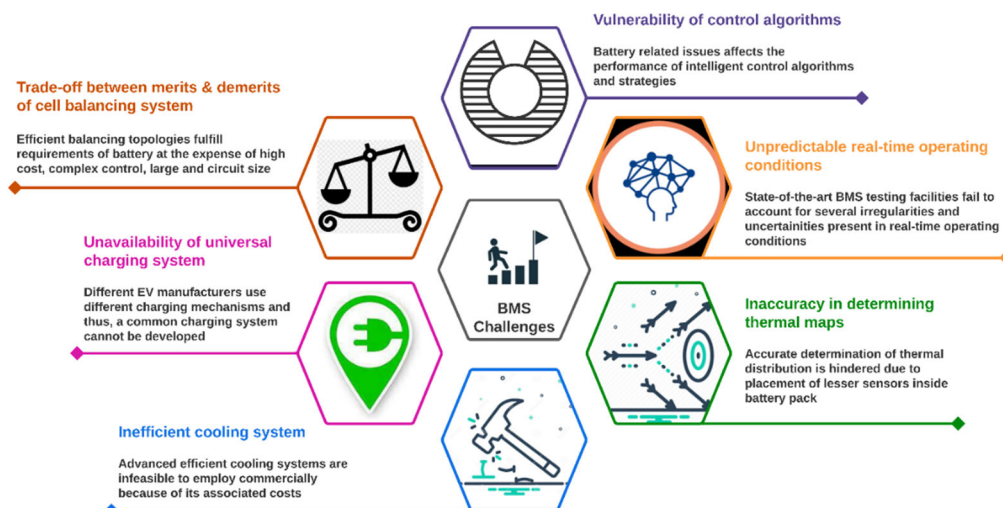 Vulnerability of control algorithms
Battery related issues affects the
performance of intelligent control algorithms
and strategies
Trade-off between merits & demerits
of cell balancing system
Efficient balancing topologies fulfill
requirements of battery at the expense of high
cost, complex control, large and circuit size
Unpredictable real-time operating
conditions
State-of-the-art BMS testing facilities fail to
account for several irregularities and
uncertainities present in real-time operating
conditions
Unavailability of universal
charging system
Different EV manufacturers use
different charging mechanisms and
thus, a common charging system
cannot be developed
BMS
Challenges
Inaccuracy in determining
thermal maps
Accurate determination of thermal
distribution is hindered due to
placement of lesser sensors inside
battery pack
Inefficient cooling system
Advanced efficient cooling systems are
infeasible to employ commercially
because of its associated costs